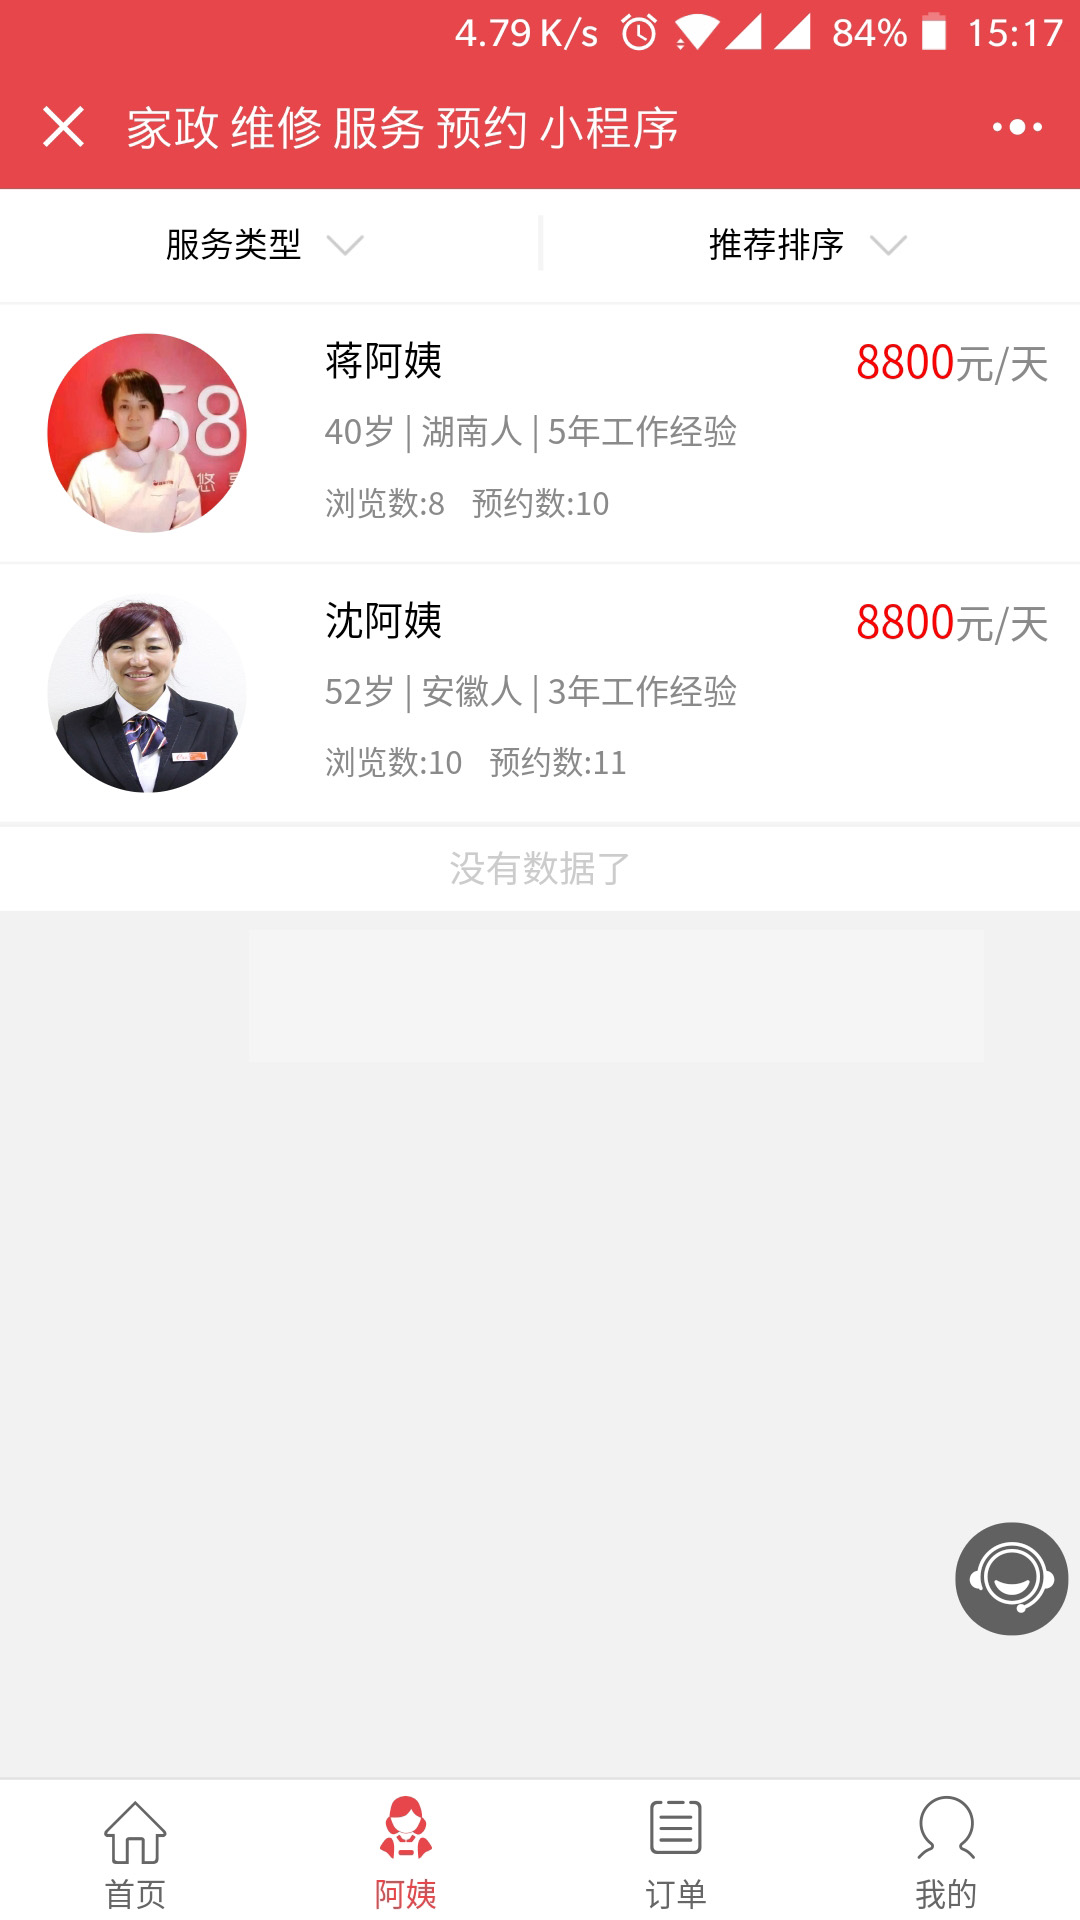 4.79 K/s 84% 15:17
家政 维修 服务 预约 小程序
服务类型 推荐排序
58
悠
蒋阿姨 8800元/天
40岁 | 湖南人 | 5年工作经验
浏览数:8 预约数:10
沈阿姨 8800元/天
52岁 | 安徽人 | 3年工作经验
浏览数:10 预约数:11
没有数据了
首页 阿姨 订单 我的